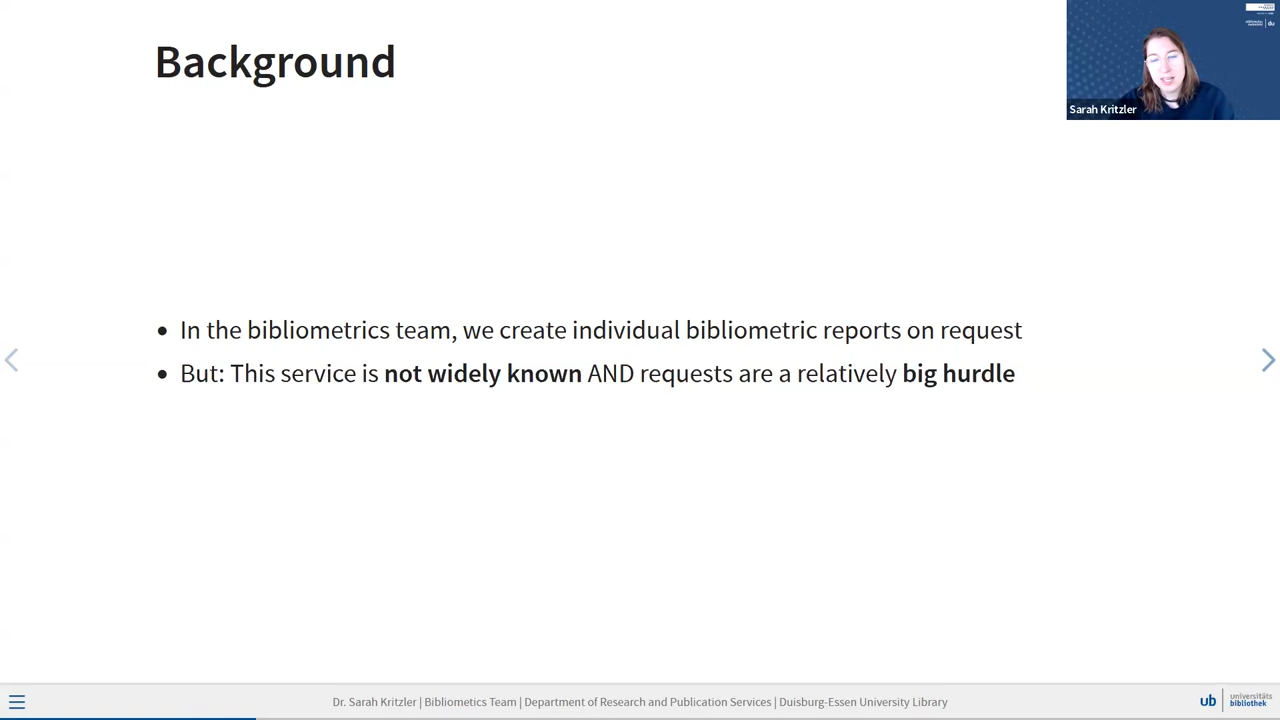 Background
Sarah Kritzler
• In the bibliometrics team, we create individual bibliometric reports on request
• But: This service is not widely known AND requests are a relatively big hurdle
Dr. Sarah Kritzler | Bibliometics Team | Department of Research and Publication Services | Duisburg-Essen University Library
ub
universitäts
bibliothek